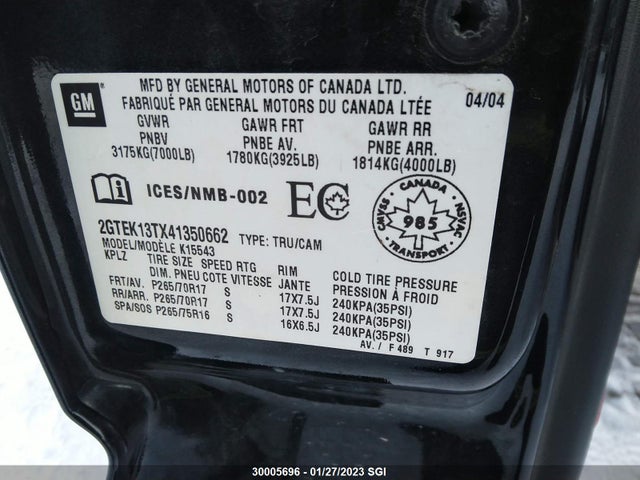 GM
MFD BY GENERAL MOTORS OF CANADA LTD.
FABRIQUÉ PAR GENERAL MOTORS DU CANADA LTÉE 04/04
GVWR GAWR FRT GAWR RR
PNBV PNBE AV. PNBE ARR.
3175KG(7000LB) 1780KG(3925LB) 1814KG(4000LB)
ICES/NMB-002 EC
CANADA
CMVSS 985 NSVAC
TRANSPORT
2GTEK13TX41350662 TYPE: TRU/CAM
MODEL/MODÈLE K15543
KPLZ TIRE SIZE SPEED RTG RIM COLD TIRE PRESSURE
DIM. PNEU COTE VITESSE JANTE PRESSION À FROID
FRT/AV. P265/70R17 S 17X7.5J 240KPA(35PSI)
RR/ARR. P265/70R17 S 17X7.5J 240KPA(35PSI)
SPA/SOS P265/75R16 S 16X6.5J 240KPA(35PSI)
AV./ F 489 T 917
30005696 - 01/27/2023 SGI